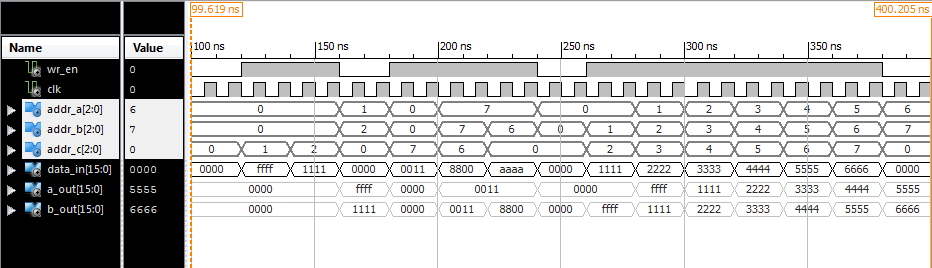 99.619 ns 400.205 ns
Name Value 100 ns 150 ns 200 ns 250 ns 300 ns 350 ns
wr_en 0
clk 0
addr_a[2:0] 6 0 1 0 7 0 1 2 3 4 5 6
addr_b[2:0] 7 0 2 0 7 6 0 1 2 3 4 5 6 7
addr_c[2:0] 0 0 1 2 0 7 6 0 2 3 4 5 6 7 0
data_in[15:0] 0000 0000 ffff 1111 0000 0011 8800 aaaa 0000 1111 2222 3333 4444 5555 6666 0000
a_out[15:0] 5555 0000 ffff 0000 0011 0000 ffff 1111 2222 3333 4444 5555
b_out[15:0] 6666 0000 1111 0000 0011 8800 0000 ffff 1111 2222 3333 4444 5555 6666